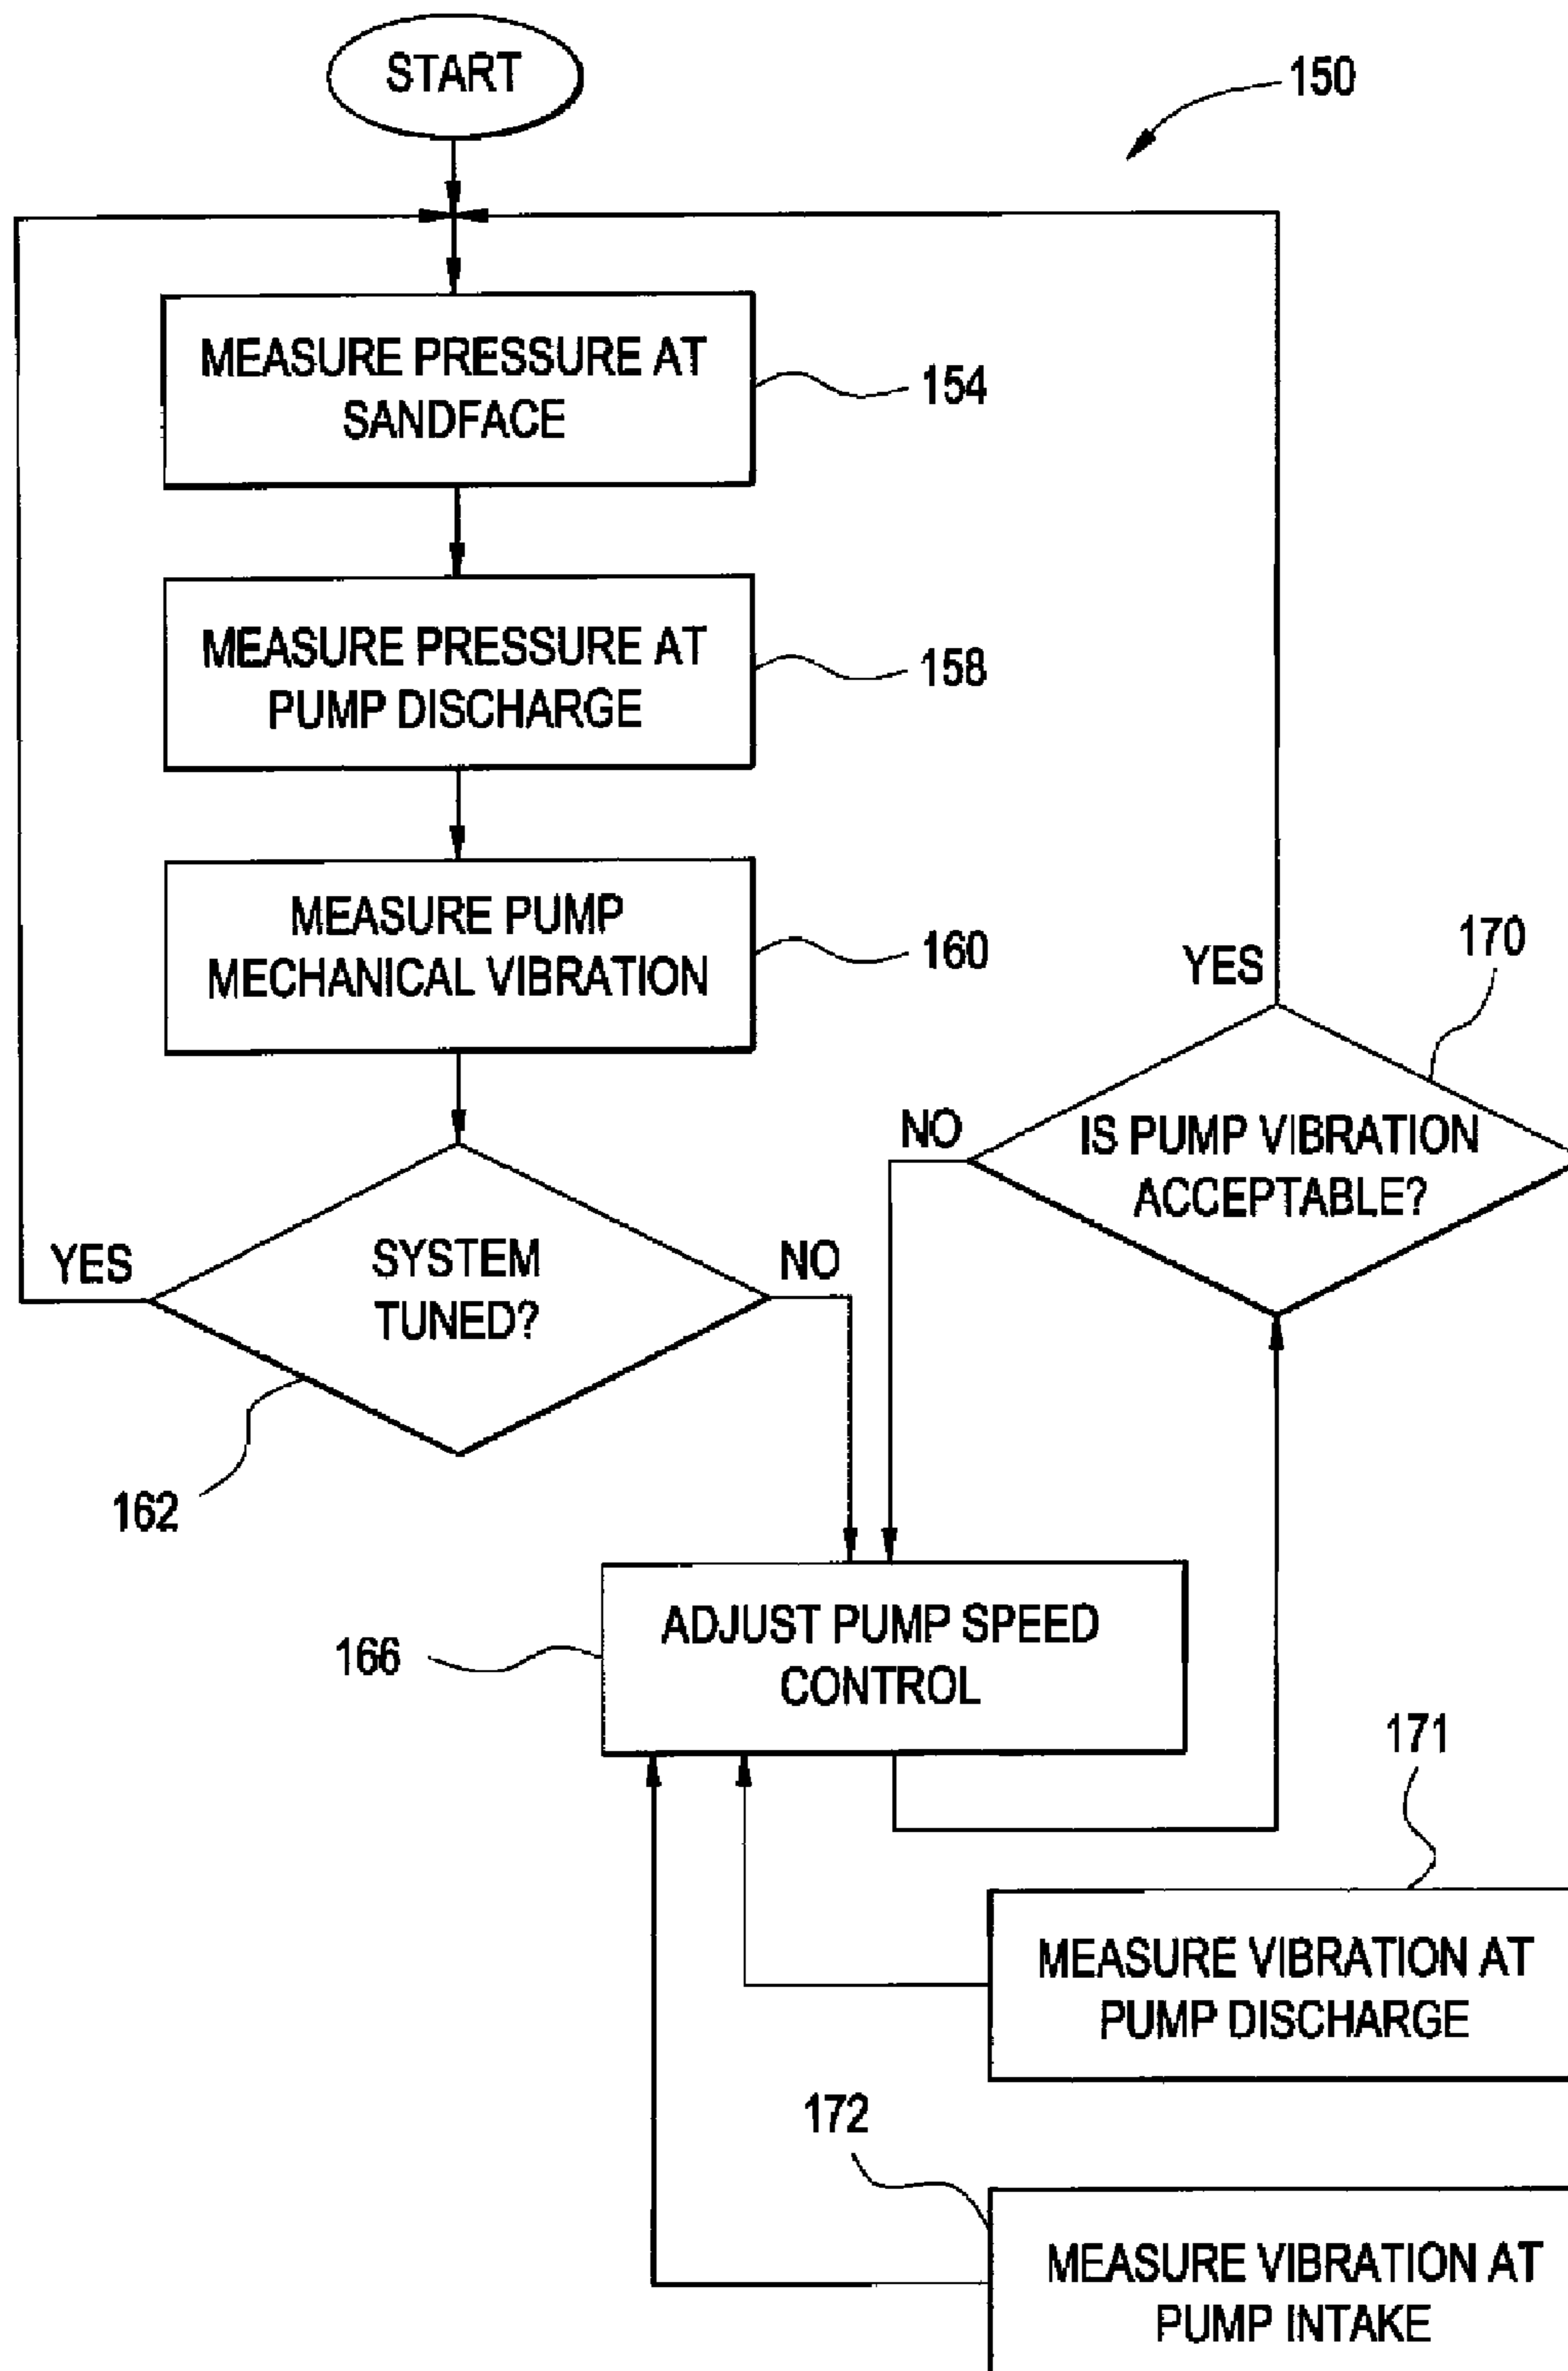 START
150
MEASURE PRESSURE AT
SANDFACE
154
MEASURE PRESSURE AT
PUMP DISCHARGE
158
MEASURE PUMP
MECHANICAL VIBRATION
160
170
YES
NO
IS PUMP VIBRATION
ACCEPTABLE?
YES
SYSTEM
TUNED?
NO
162
ADJUST PUMP SPEED
CONTROL
166
171
MEASURE VIBRATION AT
PUMP DISCHARGE
172
MEASURE VIBRATION AT
PUMP INTAKE